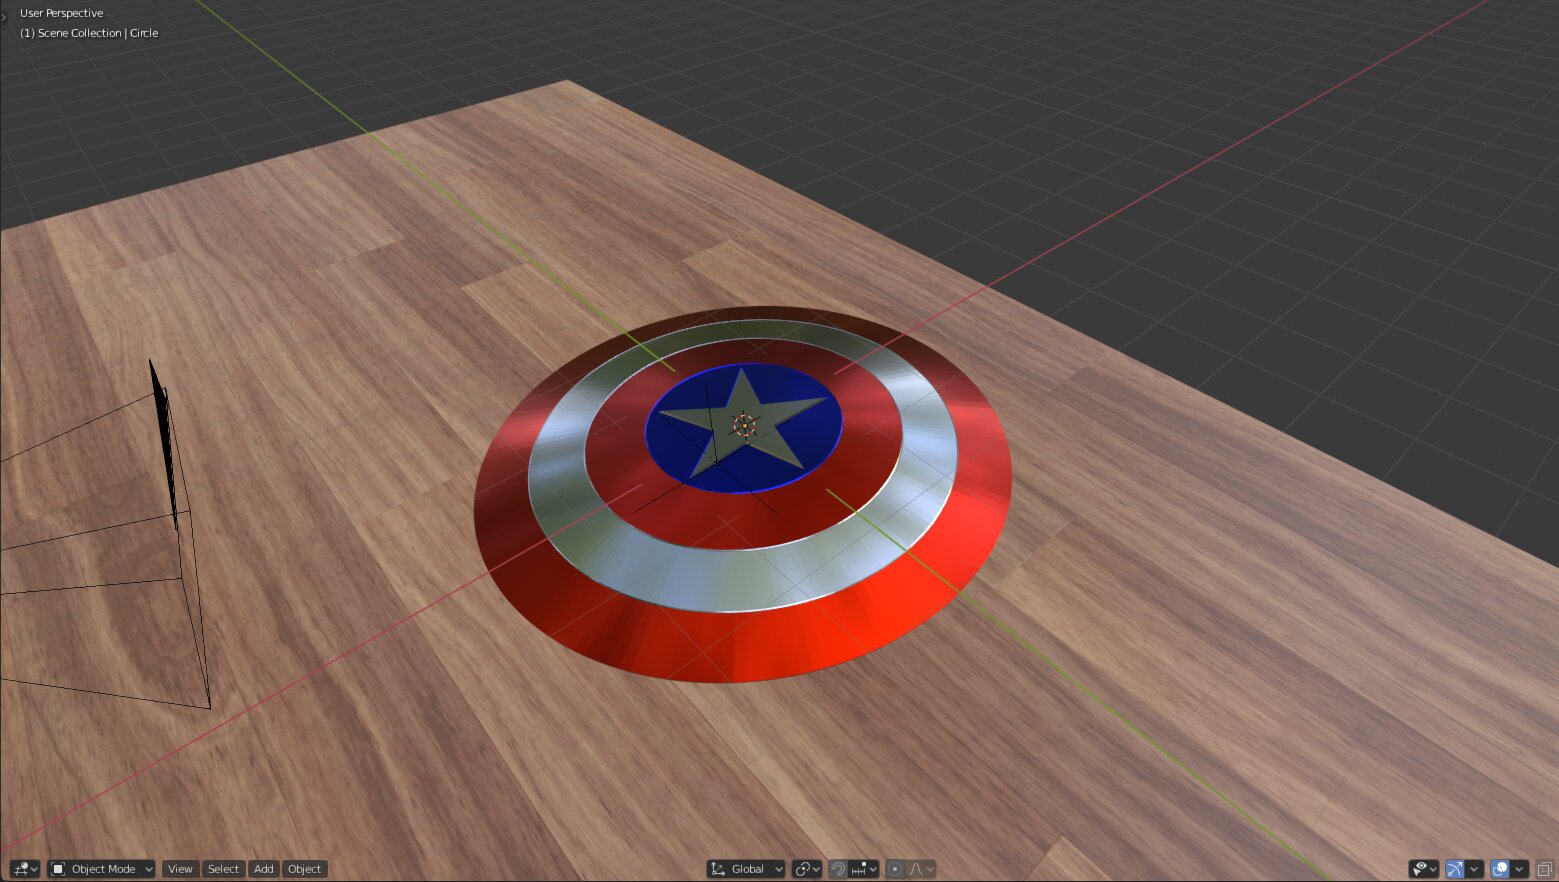 User Perspective
(1) Scene Collection | Circle
Object Mode View Select Add Object Global